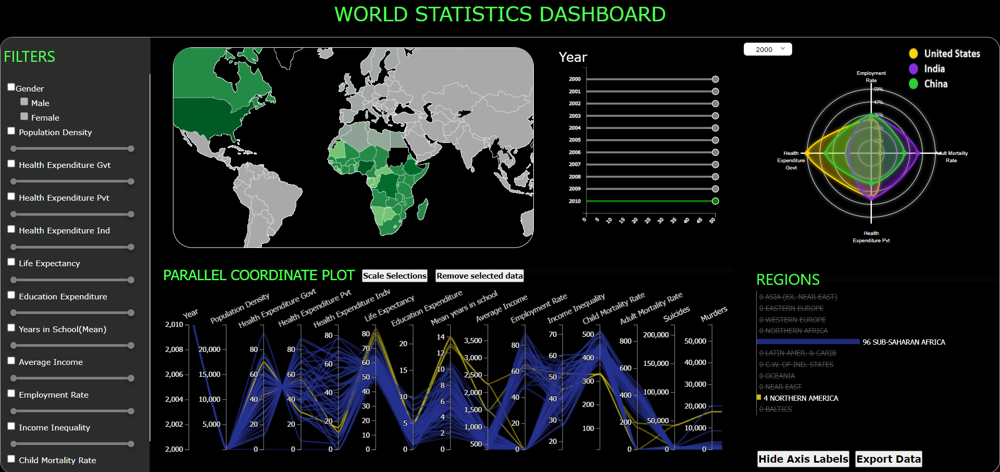 WORLD STATISTICS DASHBOARD
FILTERS
Gender
Male
Female
Population Density
Health Expenditure Gvt
Health Expenditure Pvt
Health Expenditure Ind
Life Expectancy
Education Expenditure
Years in School(Mean)
Average Income
Employment Rate
Income Inequality
Child Mortality Rate
Year
2000
2001
2002
2003
2004
2005
2006
2007
2008
2009
2010
0 5 10 15 20 25 30 35 40 45 50
2000
United States
India
China
Employment
Rate
59%
47%
35%
23%
12%
Health
Expenditure
Govt
Adult Mortality
Rate
Health
Expenditure Pvt
PARALLEL COORDINATE PLOT
Scale Selections
Remove selected data
Year
2,010
2,008
2,006
2,004
2,002
2,000
Population Density
20,000
15,000
10,000
5,000
Health Expenditure Govt
80
60
40
20
0
Health Expenditure Pvt
80
60
40
20
0
Health Expenditure Indv
80
60
40
20
0
Life Expectancy
80
70
60
50
40
30
20
10
0
Education Expenditure
20
15
10
5
0
Mean years in school
14
12
10
8
6
4
2
0
Average Income
3,500
3,000
2,500
2,000
1,500
1,000
500
Employment Rate
80
60
40
20
0
Income Inequality
70
60
50
40
30
20
Child Mortality Rate
500
400
300
200
100
Adult Mortality Rate
800
600
400
200
0
Suicides
200,000
150,000
100,000
50,000
0
Murders
50,000
40,000
30,000
20,000
10,000
0
REGIONS
0 ASIA (EX. NEAR EAST)
0 EASTERN EUROPE
0 WESTERN EUROPE
0 NORTHERN AFRICA
96 SUB-SAHARAN AFRICA
0 LATIN AMER. & CARIB
0 C.W. OF IND. STATES
0 OCEANIA
0 NEAR EAST
4 NORTHERN AMERICA
0 BALTICS
Hide Axis Labels
Export Data